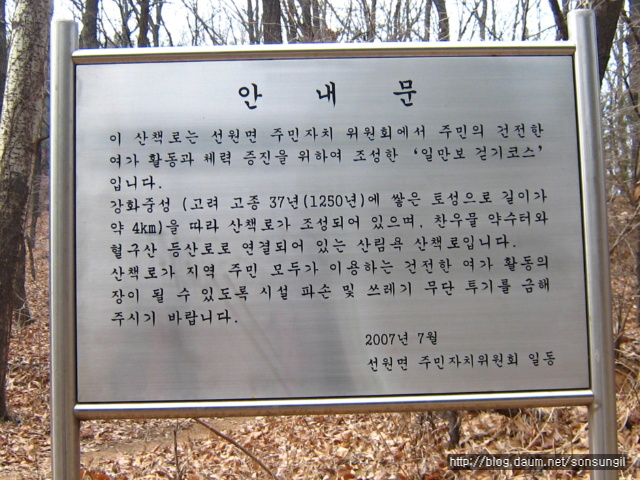 안 내 문
이 산책로는 선원면 주민자치 위원회에서 주민의 건전한
여가 활동과 체력 증진을 위하여 조성한 ‘일만보 걷기코스’
입니다.
강화중성 (고려 고종 37년(1250년)에 쌓은 토성으로 길이가
약 4km)을 따라 산책로가 조성되어 있으며, 찬우물 약수터와
혈구산 등산로로 연결되어 있는 산림욕 산책로입니다.
산책로가 지역 주민 모두가 이용하는 건전한 여가 활동의
장이 될 수 있도록 시설 파손 및 쓰레기 무단 투기를 금해
주시기 바랍니다.
2007년 7월
선원면 주민자치위원회 일동
http://blog.daum.net/sonsungil